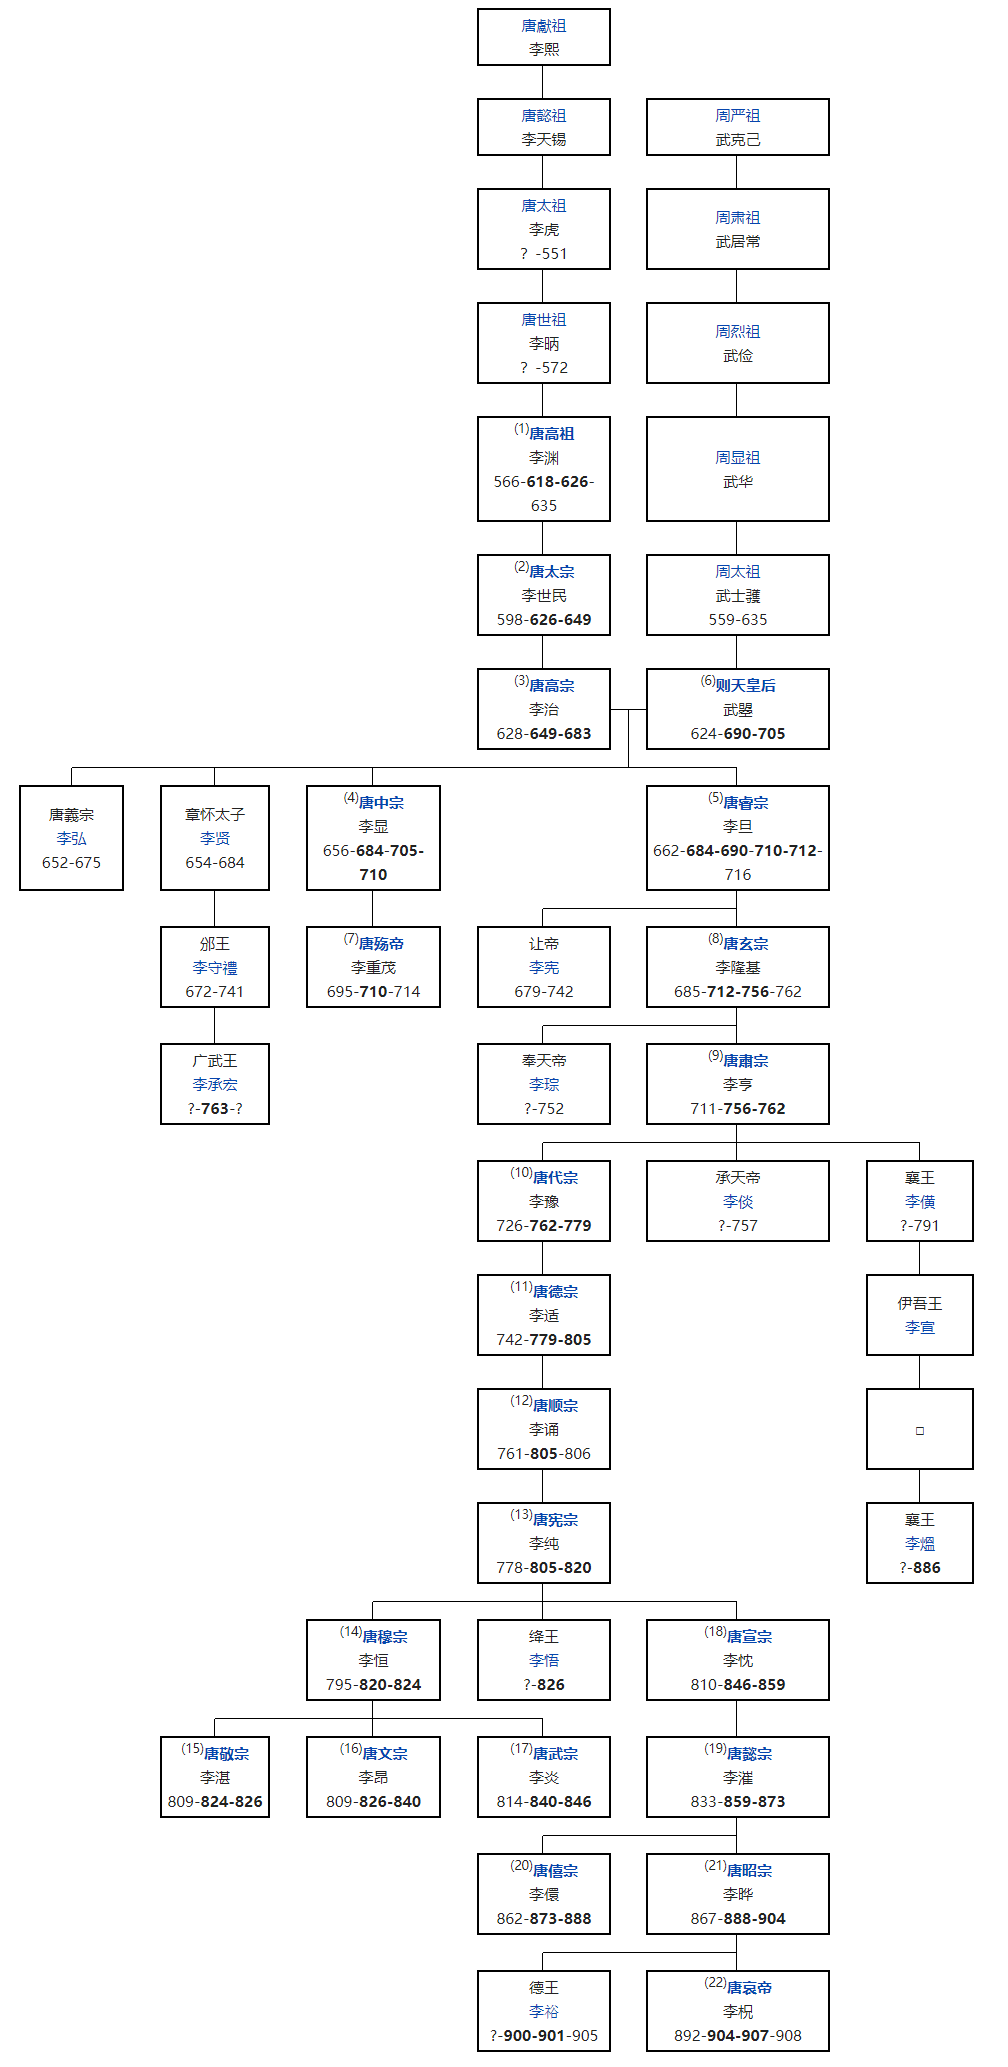 唐獻祖
李熙
唐懿祖
李天锡
周严祖
武克己
唐太祖
李虎
？-551
周肃祖
武居常
唐世祖
李昞
？-572
周烈祖
武俭
(1)唐高祖
李渊
566-618-626-
635
周显祖
武华
(2)唐太宗
李世民
598-626-649
周太祖
武士彠
559-635
(3)唐高宗
李治
628-649-683
(6)则天皇后
武曌
624-690-705
唐義宗
李弘
652-675
章怀太子
李贤
654-684
(4)唐中宗
李显
656-684-705-
710
(5)唐睿宗
李旦
662-684-690-710-712-
716
邠王
李守禮
672-741
(7)唐殇帝
李重茂
695-710-714
让帝
李宪
679-742
(8)唐玄宗
李隆基
685-712-756-762
广武王
李承宏
?-763-?
奉天帝
李琮
?-752
(9)唐肅宗
李亨
711-756-762
(10)唐代宗
李豫
726-762-779
承天帝
李倓
?-757
襄王
李僙
?-791
(11)唐德宗
李适
742-779-805
伊吾王
李宣
(12)唐顺宗
李诵
761-805-806
□
(13)唐宪宗
李纯
778-805-820
襄王
李熅
?-886
(14)唐穆宗
李恒
795-820-824
绛王
李悟
?-826
(18)唐宣宗
李忱
810-846-859
(15)唐敬宗
李湛
809-824-826
(16)唐文宗
李昂
809-826-840
(17)唐武宗
李炎
814-840-846
(19)唐懿宗
李漼
833-859-873
(20)唐僖宗
李儇
862-873-888
(21)唐昭宗
李晔
867-888-904
德王
李裕
?-900-901-905
(22)唐哀帝
李柷
892-904-907-908